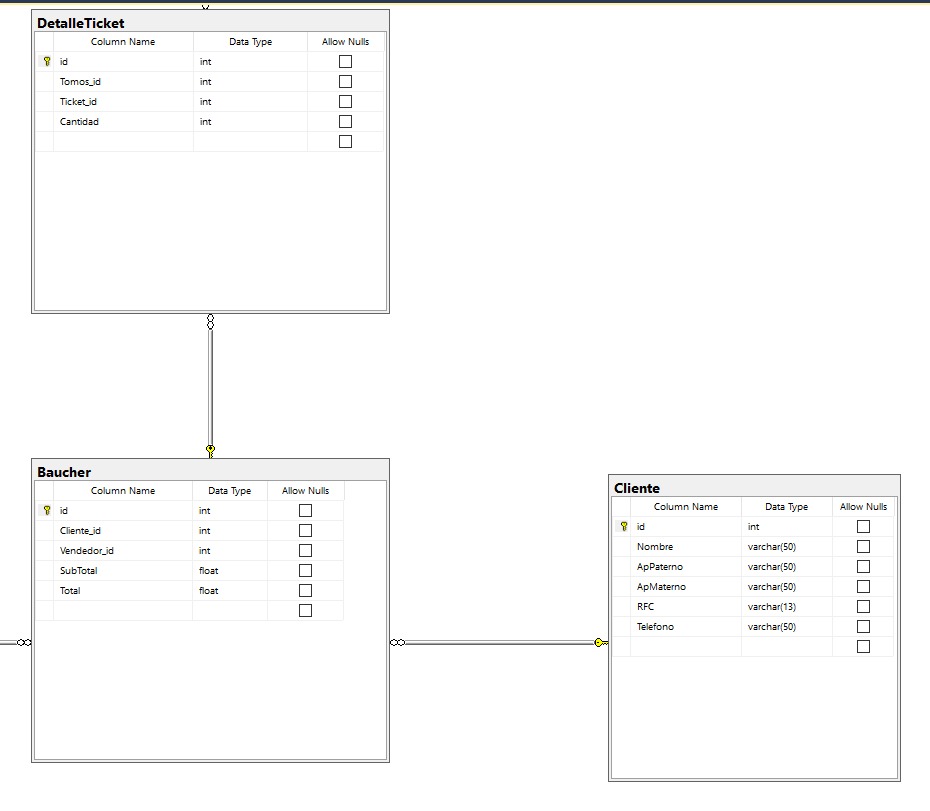 DetalleTicket
Column Name Data Type Allow Nulls
id int
Tomos_id int
Ticket_id int
Cantidad int
Baucher
Column Name Data Type Allow Nulls
id int
Cliente_id int
Vendedor_id int
SubTotal float
Total float
Cliente
Column Name Data Type Allow Nulls
id int
Nombre varchar(50)
ApPaterno varchar(50)
ApMaterno varchar(50)
RFC varchar(13)
Telefono varchar(50)